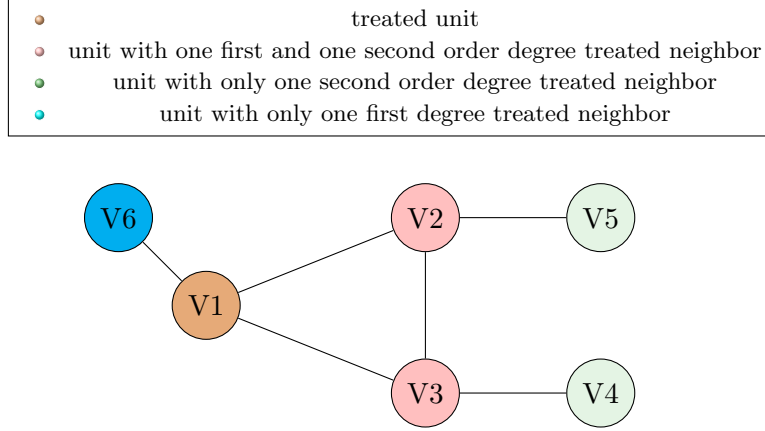 treated unit
unit with one first and one second order degree treated neighbor
unit with only one second order degree treated neighbor
unit with only one first degree treated neighbor
V6 V2 V5
V1
V3 V4